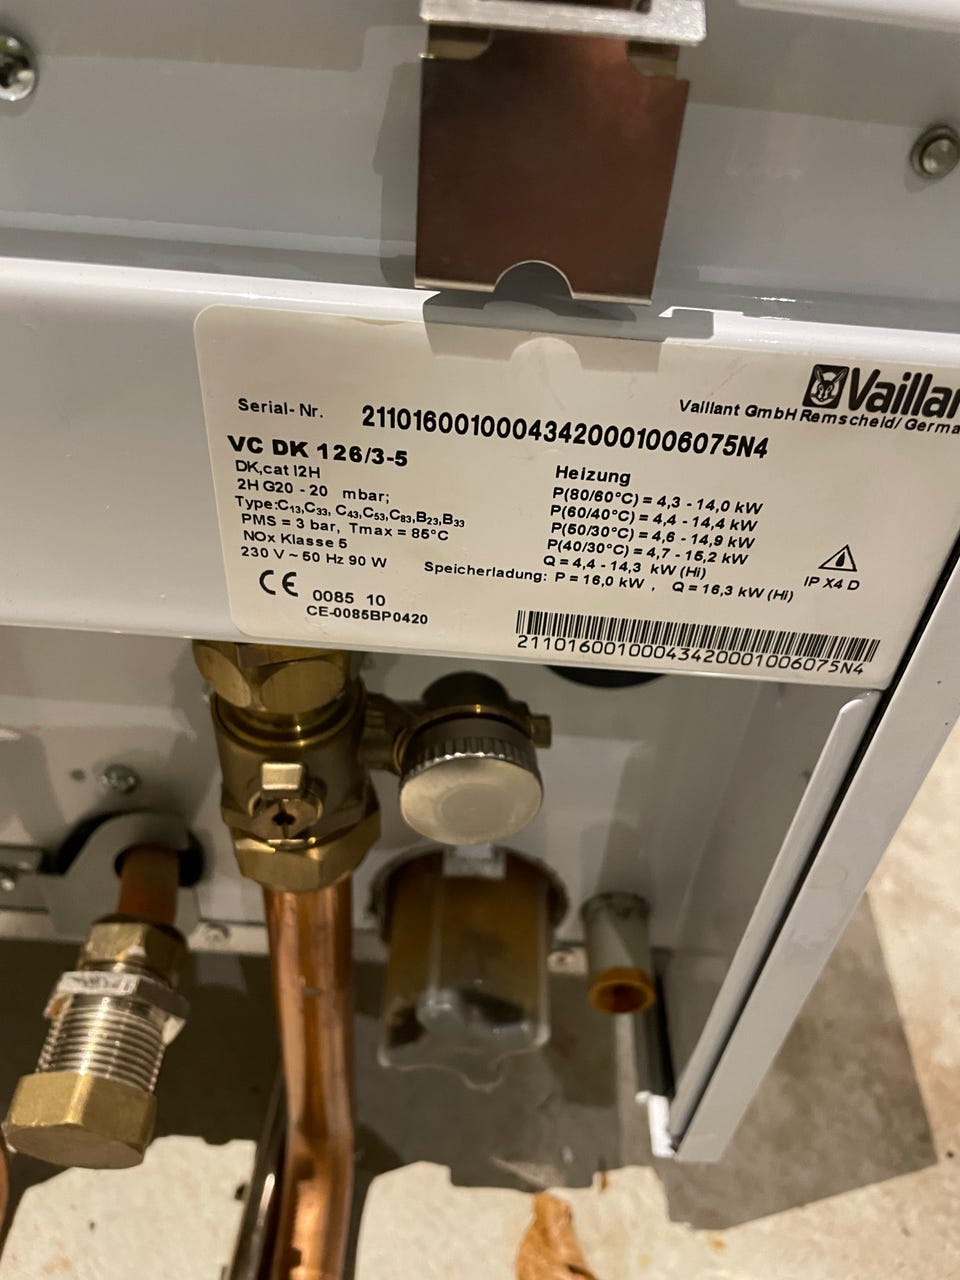 Vaillan
Vaillant GmbH Remscheid/ Germa
Serial- Nr. 21101600100043420001006075N4
VC DK 126/3-5
DK,cat I2H
2H G20 - 20 mbar;
Type:C13,C33, C43,C53,C83,B23,B33
PMS = 3 bar, Tmax = 85°C
NOx Klasse 5
230 V ~ 50 Hz 90 W
Heizung
P(80/60°C) = 4,3 - 14,0 kW
P(60/40°C) = 4,4 - 14,4 kW
P(50/30°C) = 4,6 - 14,9 kW
P(40/30°C) = 4,7 - 15,2 kW
Q = 4,4 - 14,3 kW (Hi)
Speicherladung: P = 16,0 kW , Q = 16,3 kW (Hi)
IP X4 D
CE 0085 10
CE-0085BP0420
21101600100043420001006075N4